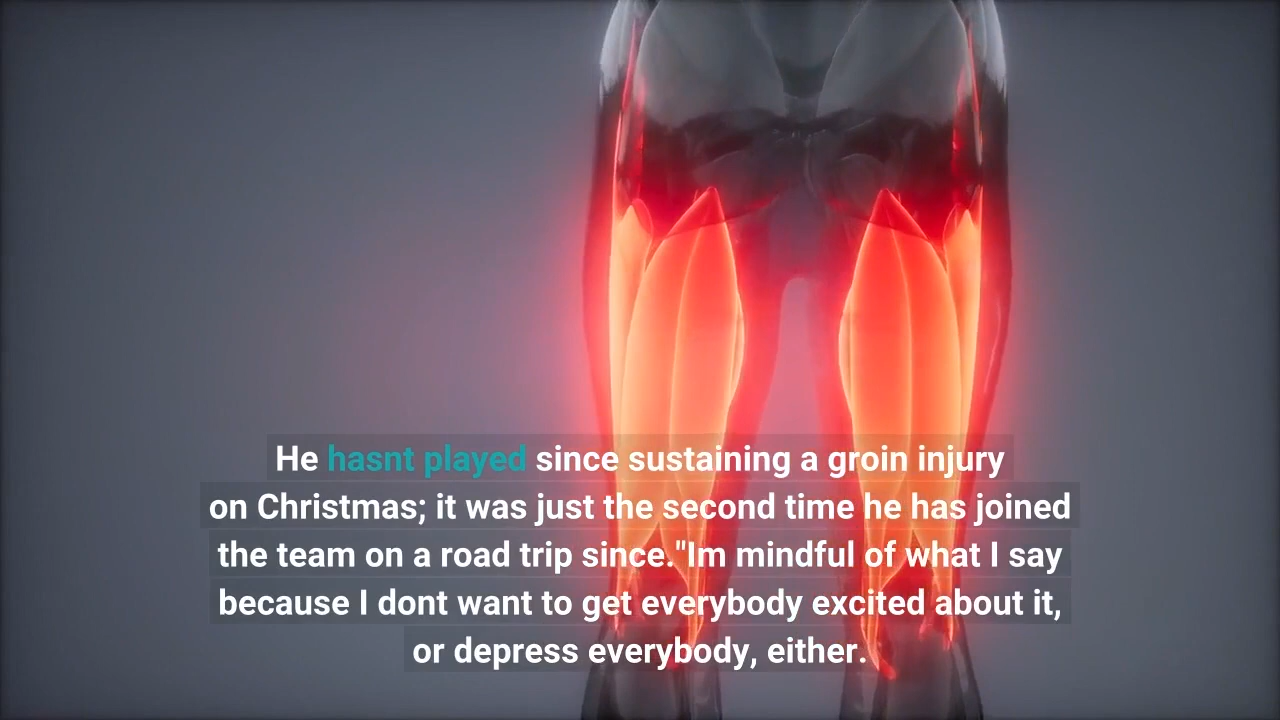 He hasnt played since sustaining a groin injury
on Christmas; it was just the second time he has joined
the team on a road trip since."Im mindful of what I say
because I dont want to get everybody excited about it,
or depress everybody, either.